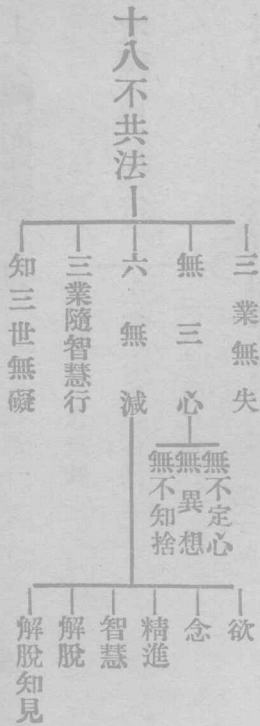 十八不共法
三業無失
無三心
六無減
三業隨智慧行
知三世無礙
無不定心
無異想
無不知捨
欲
念
精進
智慧
解脫
解脫知見